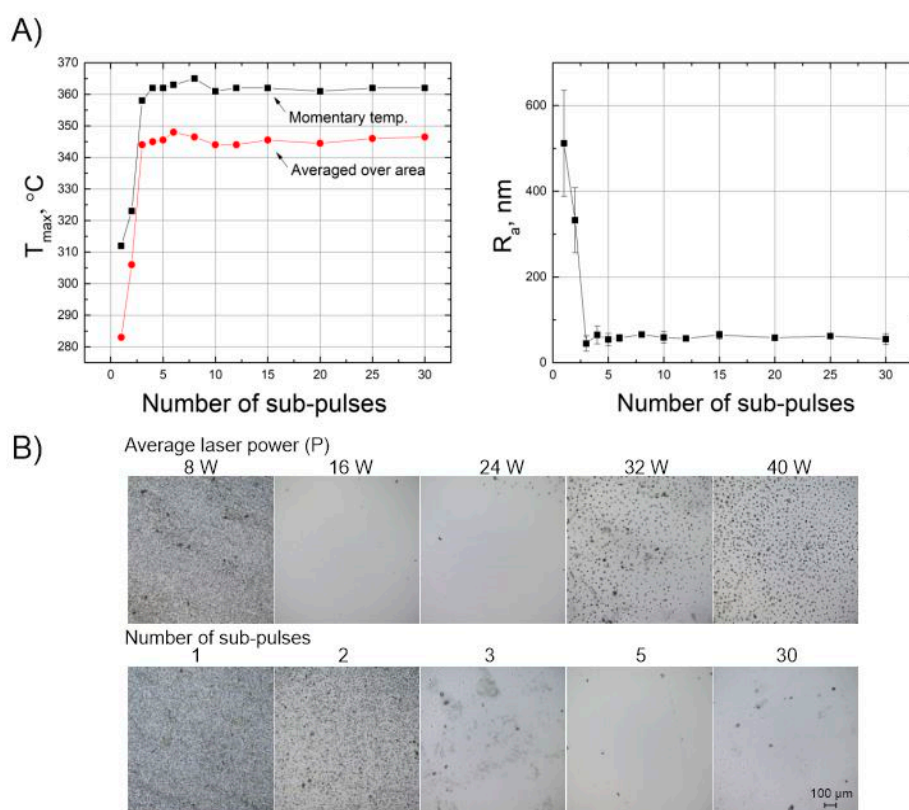 A)
370
360
350
340
330
320
310
300
290
280
T_max, °C
Momentary temp.
Averaged over area
0 5 10 15 20 25 30
Number of sub-pulses
600
400
200
0
R_a, nm
0 5 10 15 20 25 30
Number of sub-pulses
B)
Average laser power (P)
8 W 16 W 24 W 32 W 40 W
Number of sub-pulses
1 2 3 5 30
100 µm